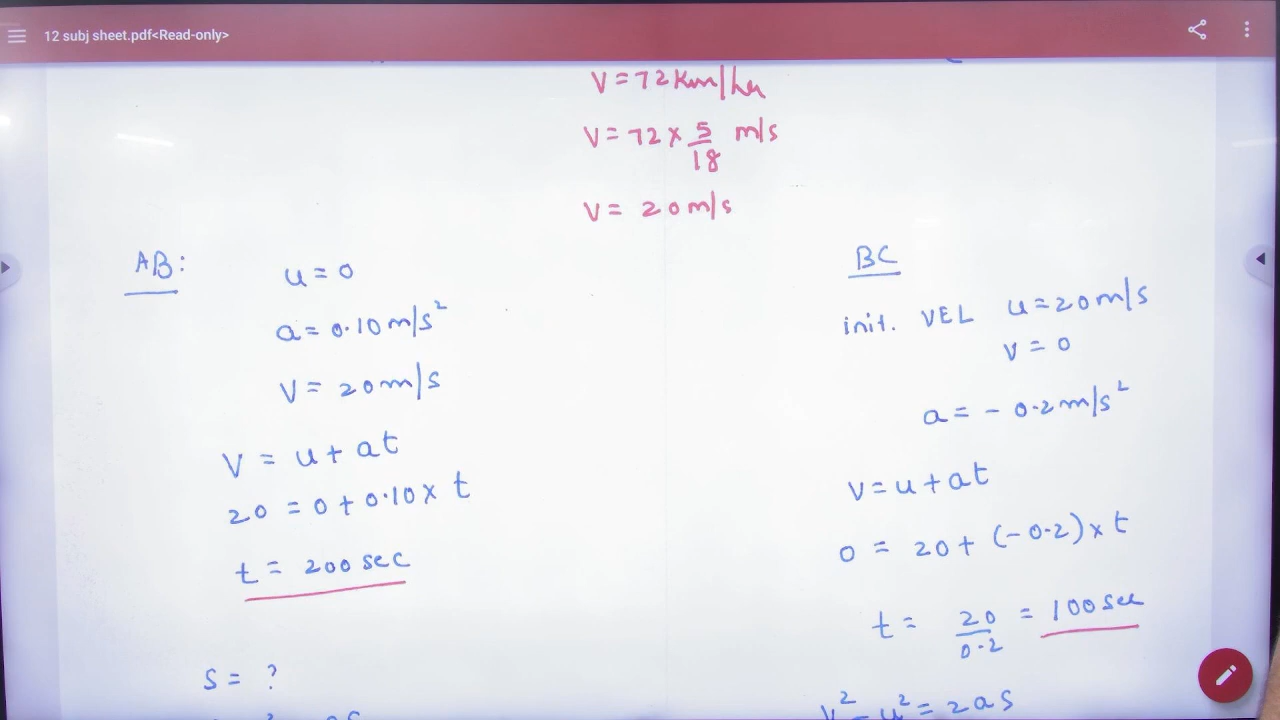 12 subj sheet.pdf<Read-only>
V = 72 Km/hr
V = 72 × 5/18 m/s
V = 20 m/s
AB:
u = 0
a = 0.10 m/s²
V = 20 m/s
V = u + at
20 = 0 + 0.10 × t
t = 200 sec
S = ?
BC
init. VEL u = 20 m/s
V = 0
a = - 0.2 m/s²
V = u + at
0 = 20 + (-0.2) × t
t = 20/0.2 = 100 sec
V² - u² = 2as